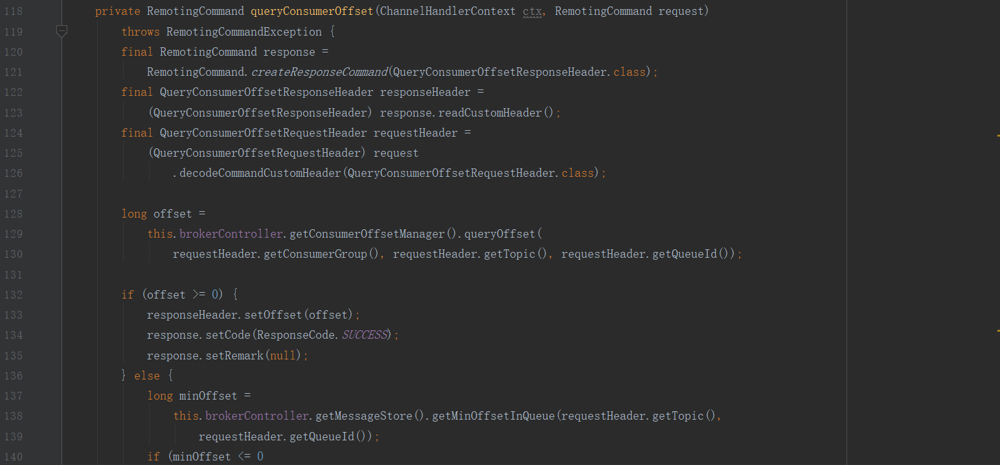 118 private RemotingCommand queryConsumerOffset(ChannelHandlerContext ctx, RemotingCommand request)
119 throws RemotingCommandException {
120 final RemotingCommand response =
121 RemotingCommand.createResponseCommand(QueryConsumerOffsetResponseHeader.class);
122 final QueryConsumerOffsetResponseHeader responseHeader =
123 (QueryConsumerOffsetResponseHeader) response.readCustomHeader();
124 final QueryConsumerOffsetRequestHeader requestHeader =
125 (QueryConsumerOffsetRequestHeader) request
126 .decodeCommandCustomHeader(QueryConsumerOffsetRequestHeader.class);
127
128 long offset =
129 this.brokerController.getConsumerOffsetManager().queryOffset(
130 requestHeader.getConsumerGroup(), requestHeader.getTopic(), requestHeader.getQueueId());
131
132 if (offset >= 0) {
133 responseHeader.setOffset(offset);
134 response.setCode(ResponseCode.SUCCESS);
135 response.setRemark(null);
136 } else {
137 long minOffset =
138 this.brokerController.getMessageStore().getMinOffsetInQueue(requestHeader.getTopic(),
139 requestHeader.getQueueId());
140 if (minOffset <= 0